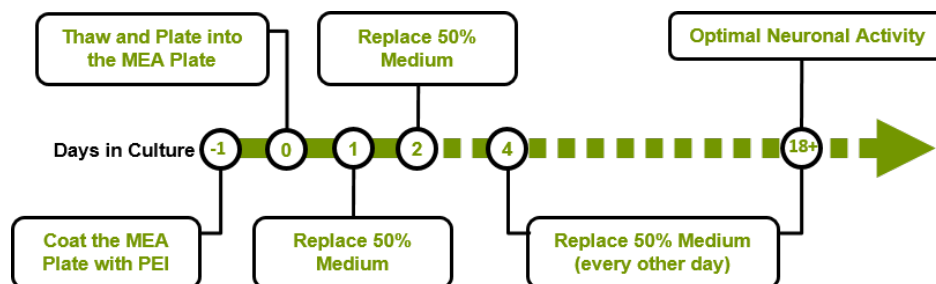 Thaw and Plate into
the MEA Plate
Replace 50%
Medium
Optimal Neuronal Activity
Days in Culture
-1
0
1
2
4
18+
Coat the MEA
Plate with PEI
Replace 50%
Medium
Replace 50% Medium
(every other day)